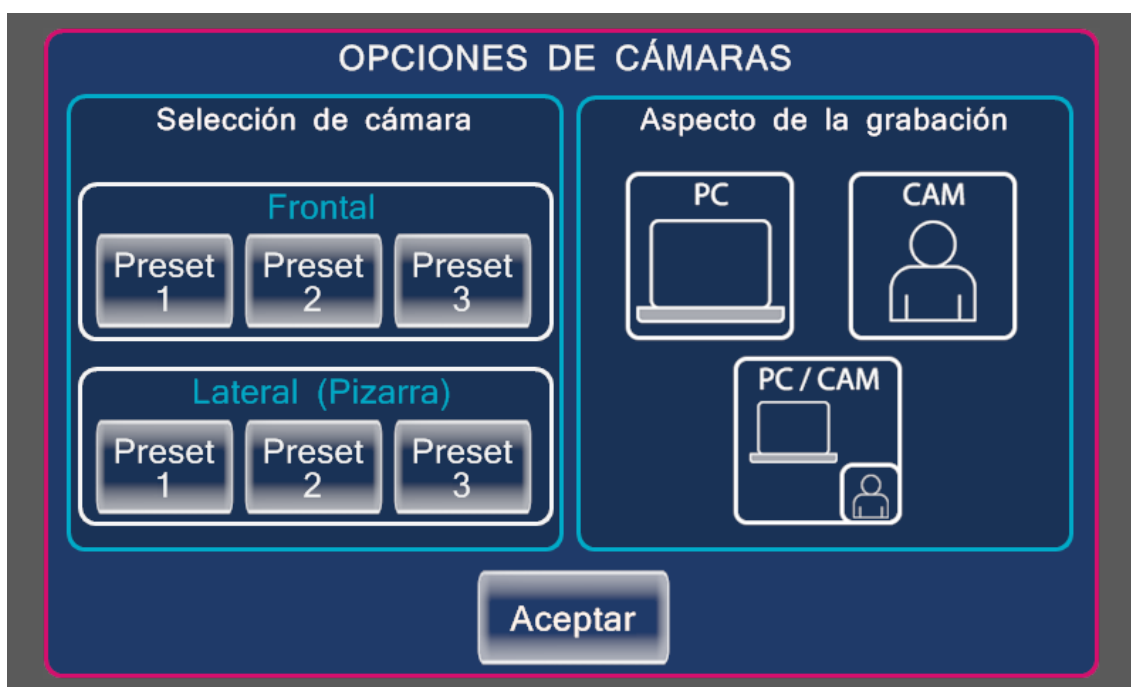 OPCIONES DE CÁMARAS
Selección de cámara
Frontal
Preset
1
Preset
2
Preset
3
Lateral (Pizarra)
Preset
1
Preset
2
Preset
3
Aspecto de la grabación
PC
CAM
PC / CAM
Aceptar